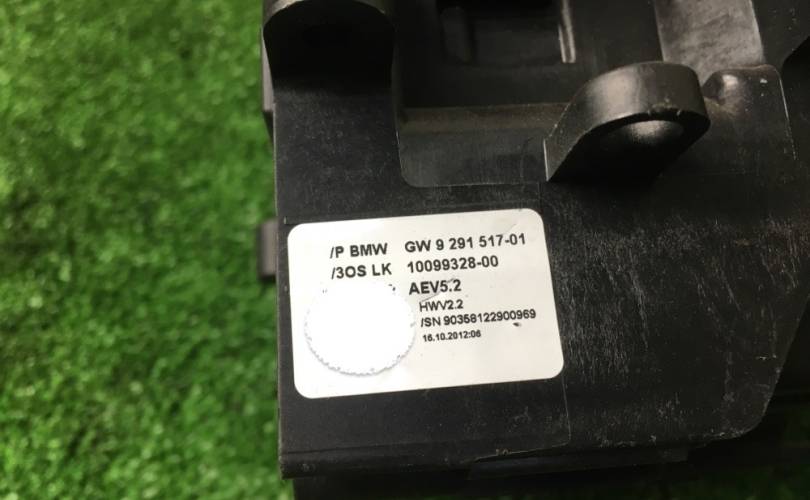 /P BMW GW 9 291 517-01
/3OS LK 10099328-00
AEV5.2
HWV2.2
/SN 90358122900969
16.10.2012:06